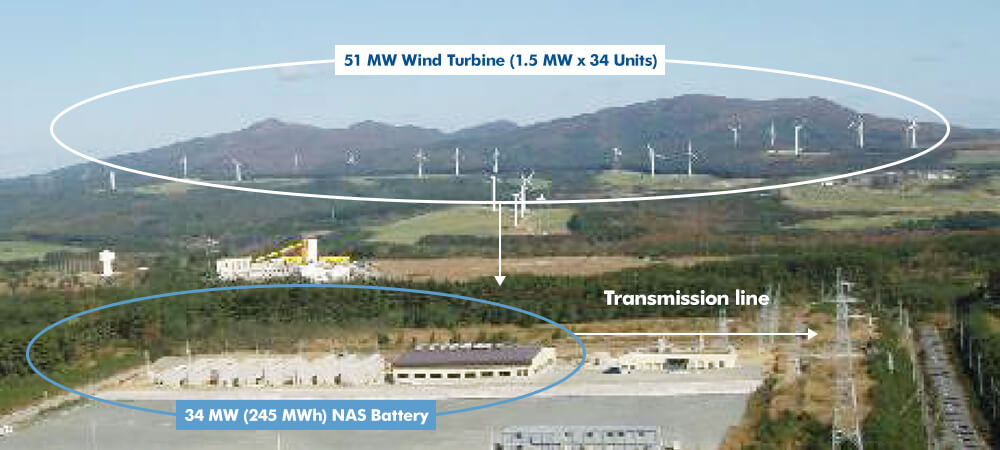 51 MW Wind Turbine (1.5 MW x 34 Units)
Transmission line
34 MW (245 MWh) NAS Battery